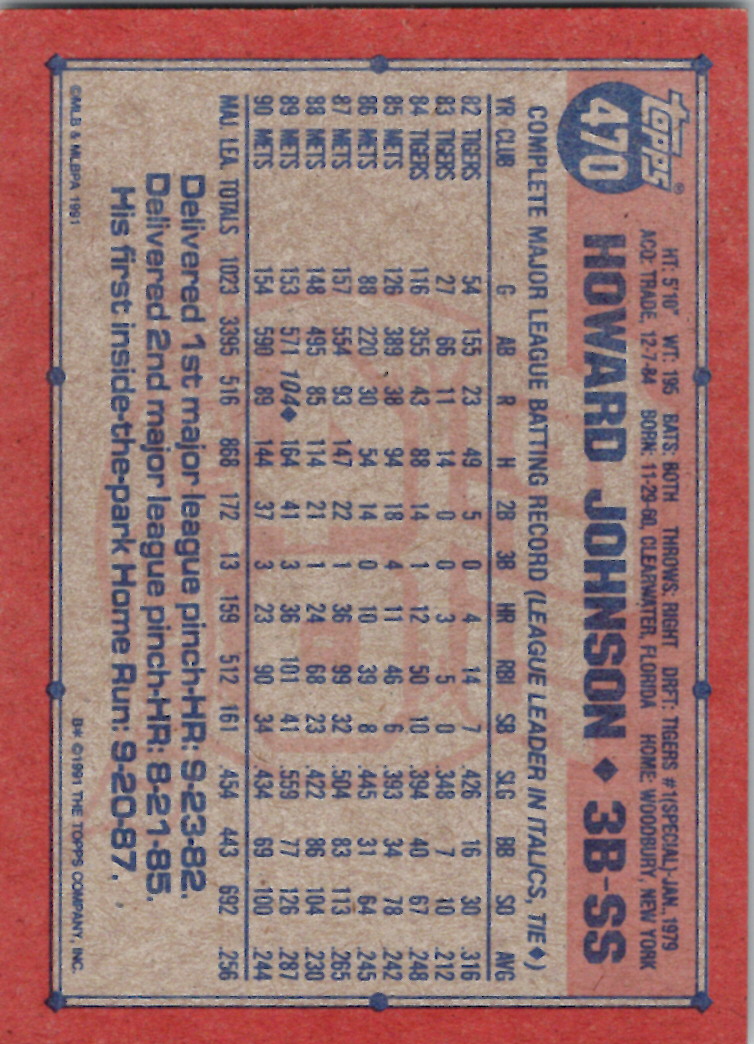 Topps®
470
HT: 5'10" WT: 195 BATS: BOTH THROWS: RIGHT DRFT: TIGERS #1(SPECIAL)-JAN., 1979
ACQ: TRADE, 12-7-84 BORN: 11-29-60, CLEARWATER, FLORIDA HOME: WOODBURY, NEW YORK
HOWARD JOHNSON ♦ 3B-SS
COMPLETE MAJOR LEAGUE BATTING RECORD (LEAGUE LEADER IN ITALICS, TIE♦)
YR CLUB G AB R H 2B 3B HR RBI SB SLG BB SO AVG
82 TIGERS 54 155 23 49 5 0 4 14 7 .426 16 30 .316
83 TIGERS 27 66 11 14 0 0 3 5 0 .348 7 10 .212
84 TIGERS 116 355 43 88 14 1 12 50 10 .394 40 67 .248
85 METS 126 389 38 94 18 4 11 46 6 .393 34 78 .242
86 METS 88 220 30 54 14 0 10 39 8 .445 31 64 .245
87 METS 157 554 93 147 22 1 36 99 32 .504 83 113 .265
88 METS 148 495 85 114 21 1 24 68 23 .422 86 104 .230
89 METS 153 571 104♦ 164 41 3 36 101 41 .559 77 126 .287
90 METS 154 590 89 144 37 3 23 90 34 .434 69 100 .244
MAJ. LEA. TOTALS 1023 3395 516 868 172 13 159 512 161 .454 443 692 .256
Delivered 1st major league pinch-HR: 9-23-82.
Delivered 2nd major league pinch-HR: 8-21-85.
His first inside-the-park Home Run: 9-20-87.
©MLB & MLBPA 1991
B* ©1991 THE TOPPS COMPANY, INC.